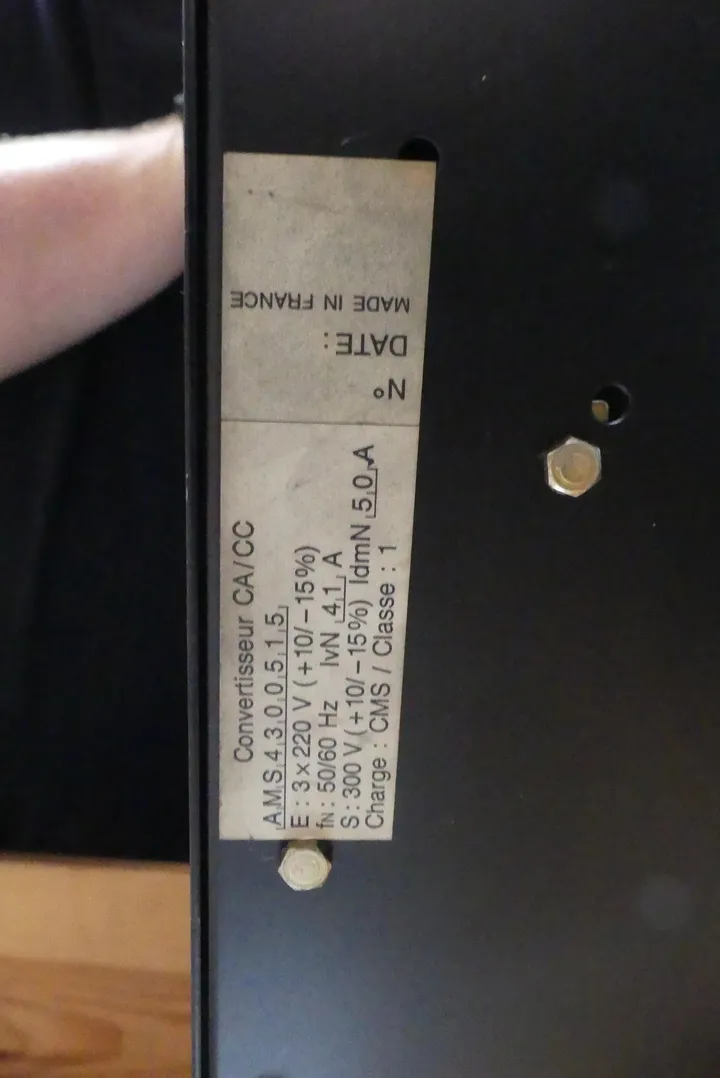 Convertisseur CA/CC
A.M.S.4.3.0.0.5.1.5.
E : 3 x 220 V (+10/-15%)
fN : 50/60 Hz IvN 4,1 A
S : 300 V (+10/-15%) IdmN 5,0 A
Charge : CMS / Classe : 1
N°
DATE:
MADE IN FRANCE